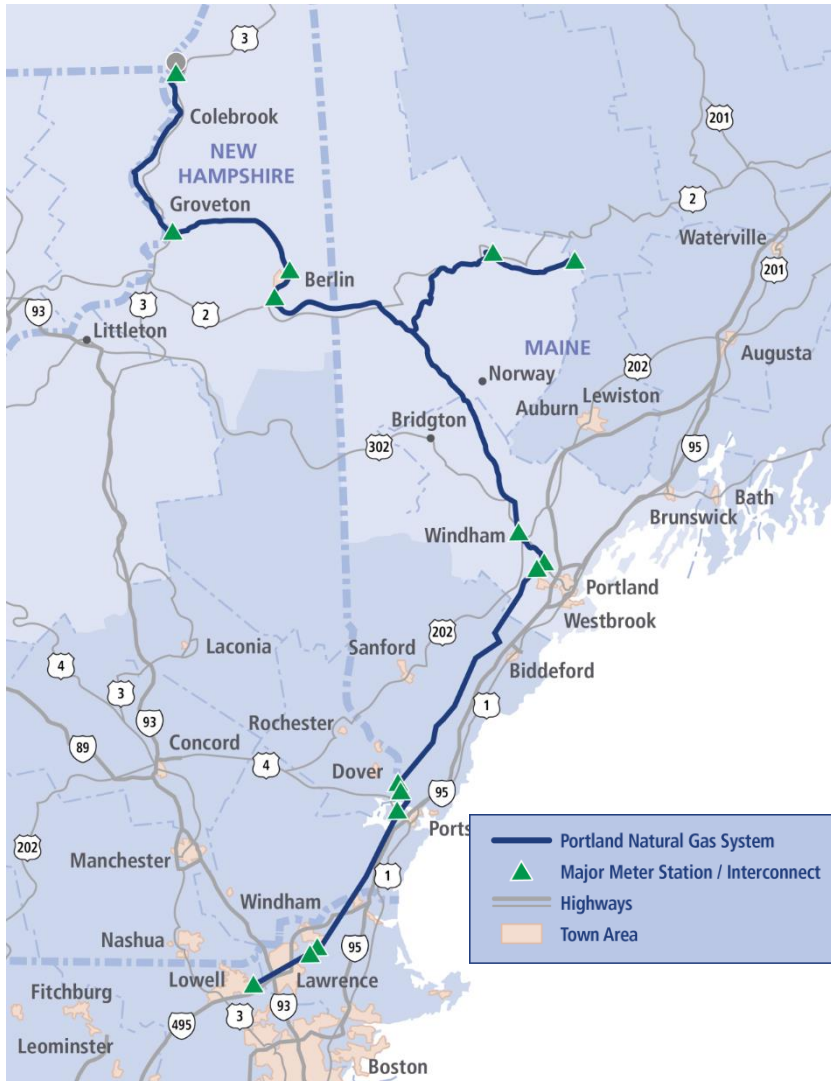 3
Colebrook
NEW
HAMPSHIRE
201
Groveton
2
Waterville
201
Berlin
3
2
93
Littleton
MAINE
Augusta
202
Norway
Lewiston
Auburn
Bridgton
302
95
Bath
Brunswick
Windham
Portland
Westbrook
202
Laconia
Sanford
4
Biddeford
3
1
93
Rochester
89
Concord
4
Dover
95
Ports
202
Manchester
1
Windham
Nashua
95
Lowell
Lawrence
Fitchburg
3
93
495
Leominster
Boston
Portland Natural Gas System
Major Meter Station / Interconnect
Highways
Town Area